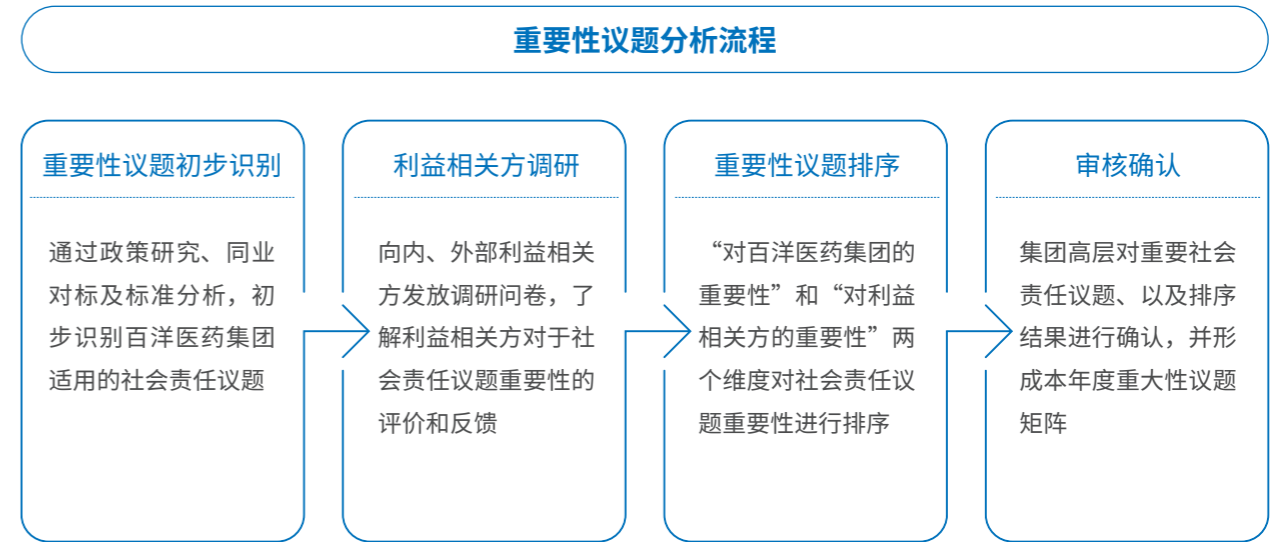 重要性议题分析流程
重要性议题初步识别
通过政策研究、同业
对标及标准分析，初
步识别百洋医药集团
适用的社会责任议题
利益相关方调研
向内、外部利益相关
方发放调研问卷，了
解利益相关方对于社
会责任议题重要性的
评价和反馈
重要性议题排序
“对百洋医药集团的
重要性”和“对利益
相关方的重要性”两
个维度对社会责任议
题重要性进行排序
审核确认
集团高层对重要社会
责任议题、以及排序
结果进行确认，并形
成本年度重大性议题
矩阵